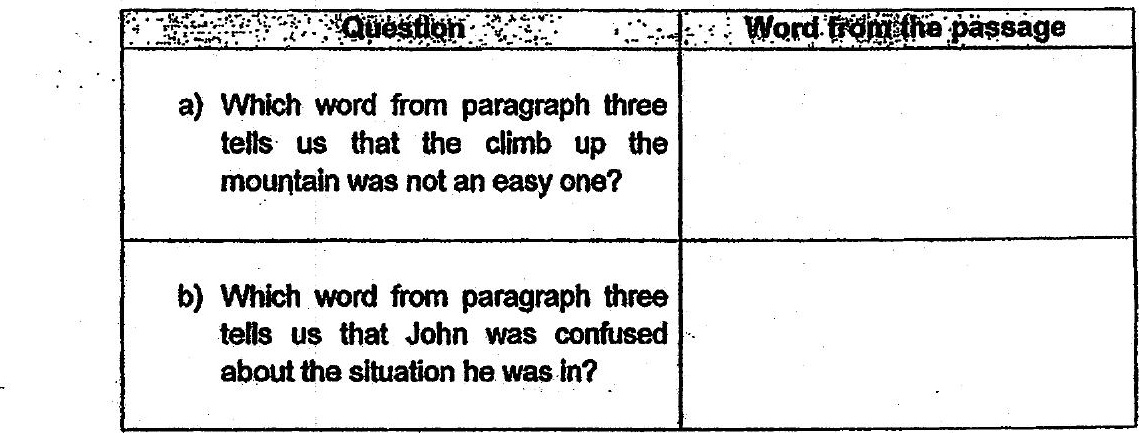 Question
Word from the passage
a) Which word from paragraph three
tells us that the climb up the
mountain was not an easy one?
b) Which word from paragraph three
tells us that John was confused
about the situation he was in?